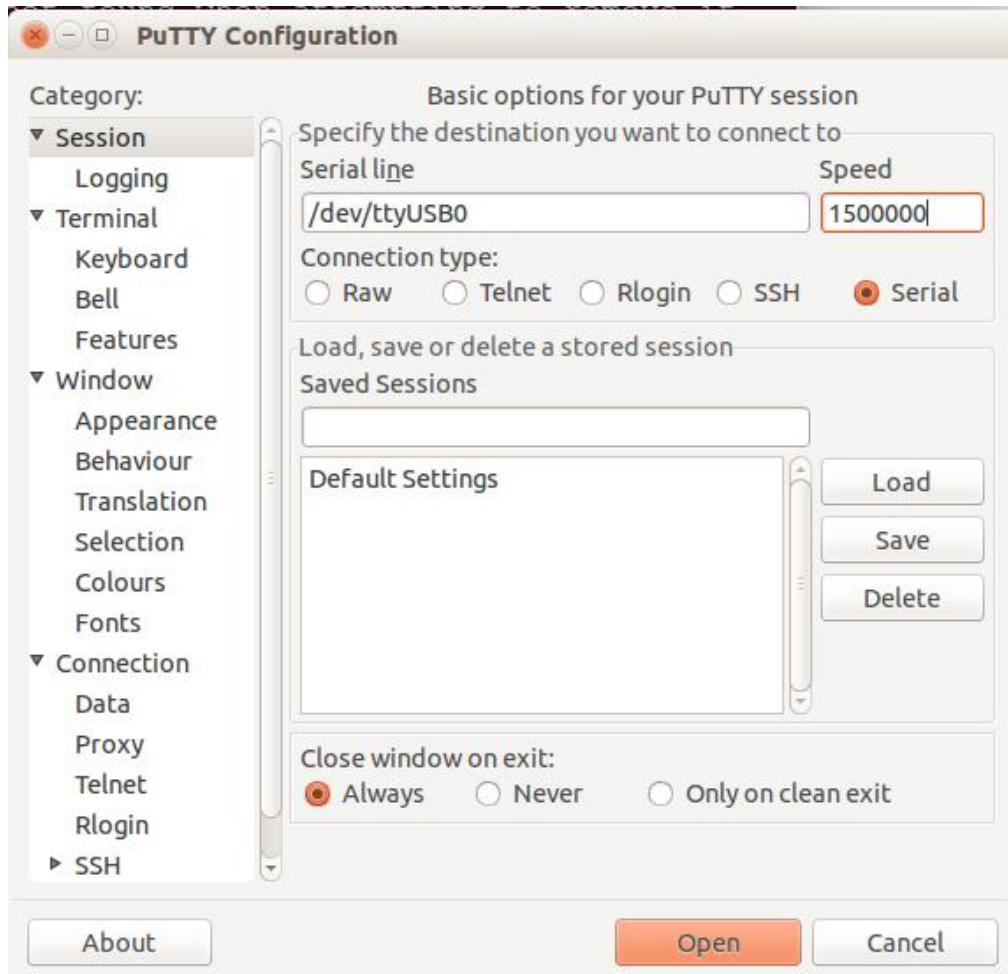 PuTTY Configuration
Category:
Session
Logging
Terminal
Keyboard
Bell
Features
Window
Appearance
Behaviour
Translation
Selection
Colours
Fonts
Connection
Data
Proxy
Telnet
Rlogin
SSH
Basic options for your PuTTY session
Specify the destination you want to connect to
Serial line Speed
/dev/ttyUSB0 1500000
Connection type:
Raw Telnet Rlogin SSH Serial
Load, save or delete a stored session
Saved Sessions
Default Settings
Load
Save
Delete
Close window on exit:
Always Never Only on clean exit
About Open Cancel